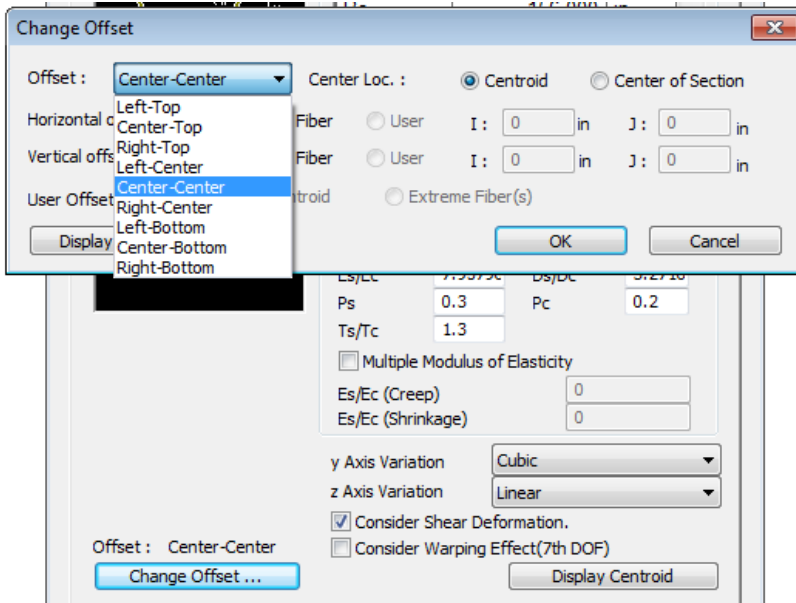 Change Offset
Offset : Center-Center Center Loc. : Centroid Center of Section
Left-Top
Center-Top
Right-Top
Left-Center
Center-Center
Right-Center
Left-Bottom
Center-Bottom
Right-Bottom
Horizontal Fiber User I : 0 in J : 0 in
Vertical Fiber User I : 0 in J : 0 in
User Offset Extreme Fiber(s)
Display OK Cancel
Es/Ec Ds/Dc
Ps 0.3 Pc 0.2
Ts/Tc 1.3
Multiple Modulus of Elasticity
Es/Ec (Creep) 0
Es/Ec (Shrinkage) 0
y Axis Variation Cubic
z Axis Variation Linear
Consider Shear Deformation.
Offset : Center-Center Consider Warping Effect(7th DOF)
Change Offset ... Display Centroid